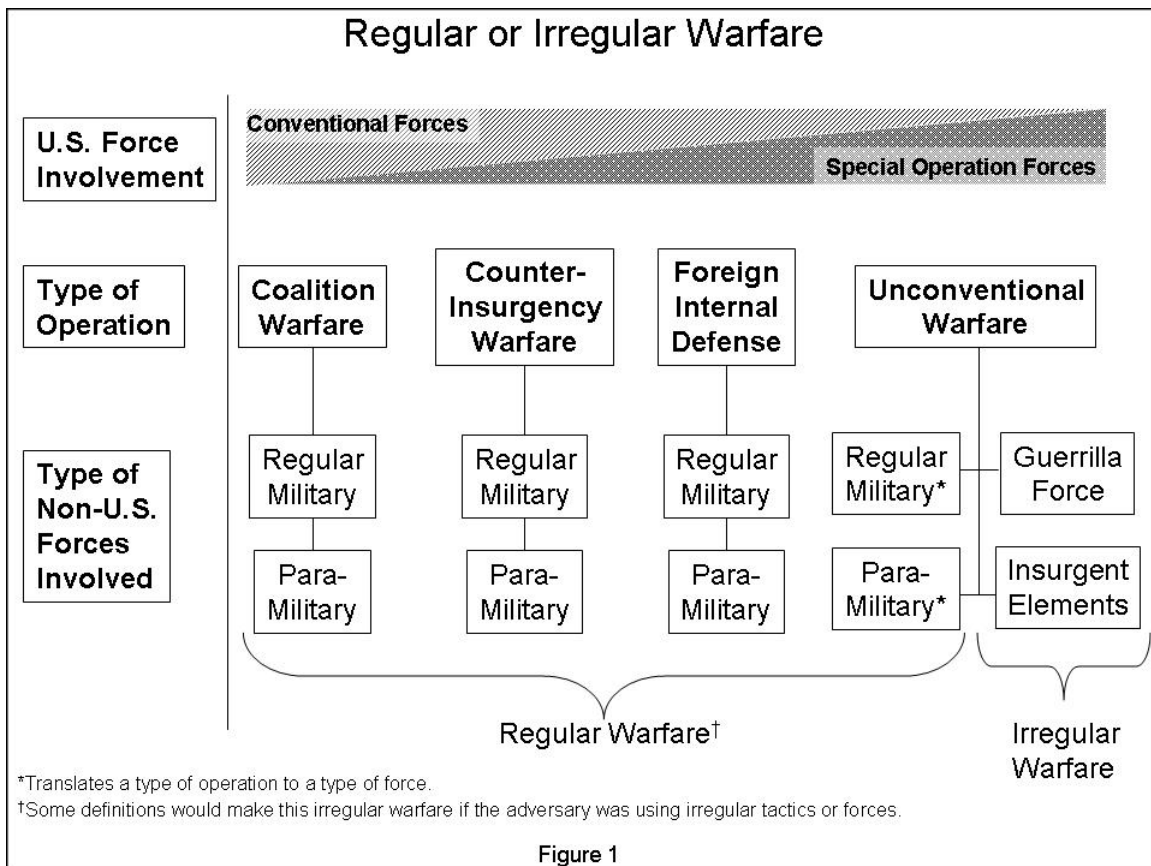 Regular or Irregular Warfare
U.S. Force
Involvement
Conventional Forces
Special Operation Forces
Type of
Operation
Coalition
Warfare
Counter-
Insurgency
Warfare
Foreign
Internal
Defense
Unconventional
Warfare
Type of
Non-U.S.
Forces
Involved
Regular
Military
Regular
Military
Regular
Military
Regular
Military*
Guerrilla
Force
Para-
Military
Para-
Military
Para-
Military
Para-
Military*
Insurgent
Elements
Regular Warfare†
Irregular
Warfare
*Translates a type of operation to a type of force.
†Some definitions would make this irregular warfare if the adversary was using irregular tactics or forces.
Figure 1